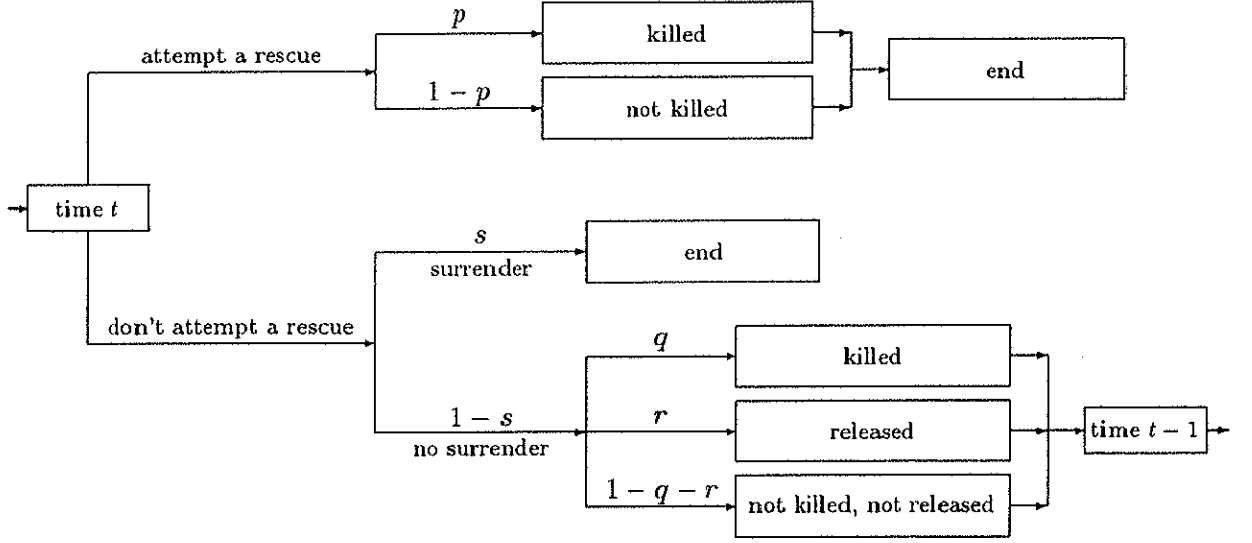 p
killed
attempt a rescue
end
1 − p
not killed
time t
s
end
surrender
don't attempt a rescue
q
killed
1 − s
r
released
time t − 1
no surrender
1 − q − r
not killed, not released